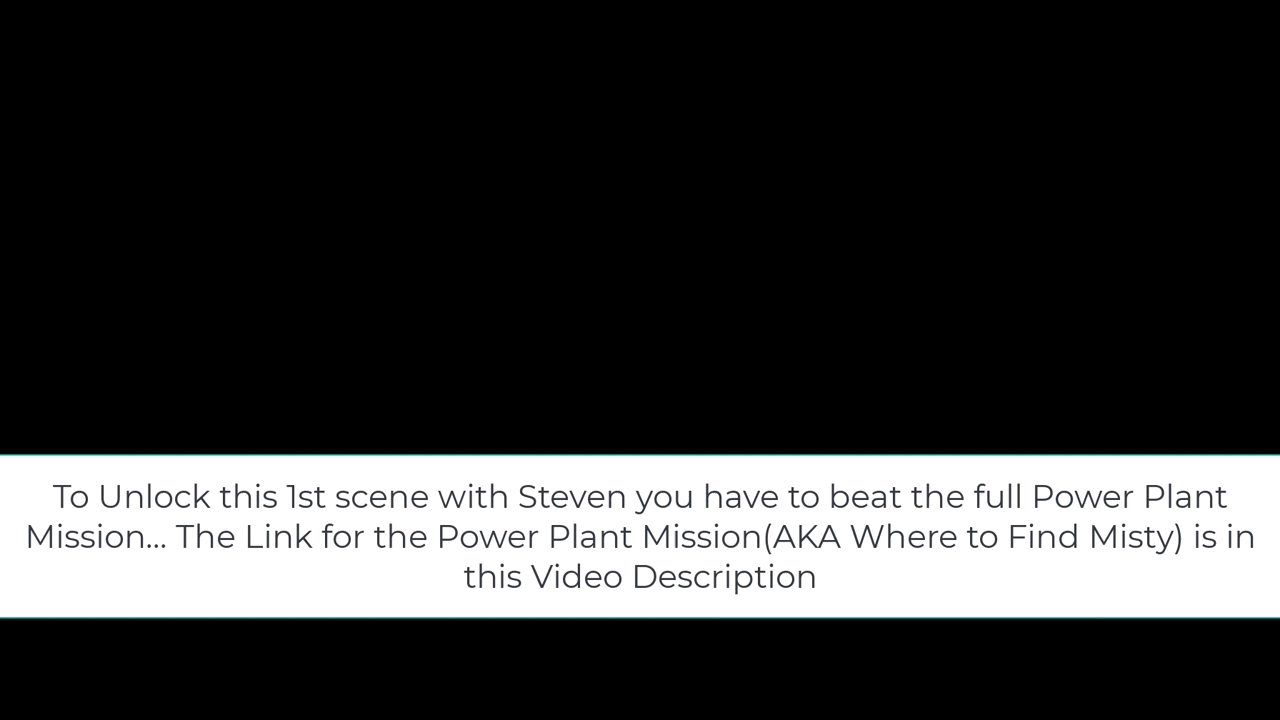 To Unlock this 1st scene with Steven you have to beat the full Power Plant
Mission... The Link for the Power Plant Mission(AKA Where to Find Misty) is in
this Video Description